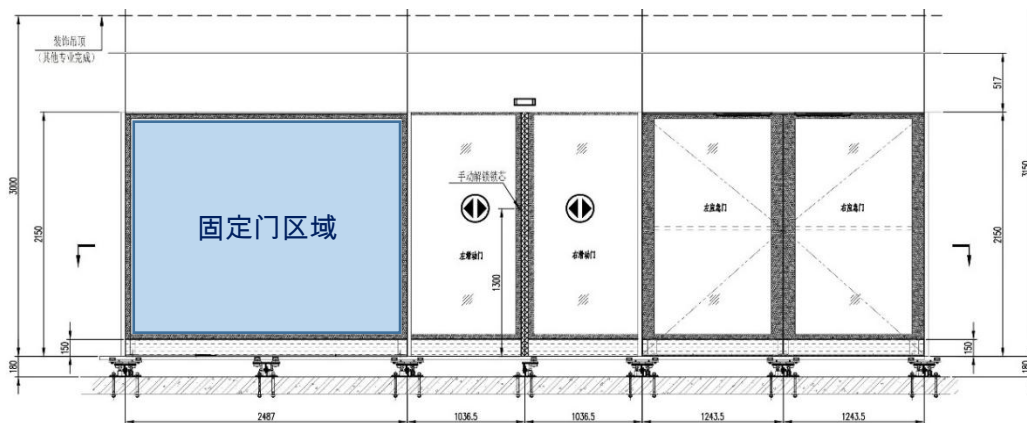 装饰吊顶
(其他专业完成)
517
手动解锁锁芯
固定门区域
左滑动门
右滑动门
左应急门
右应急门
3000
2150
1300
2150
3150
150
150
180
180
2487
1036.5
1036.5
1243.5
1243.5